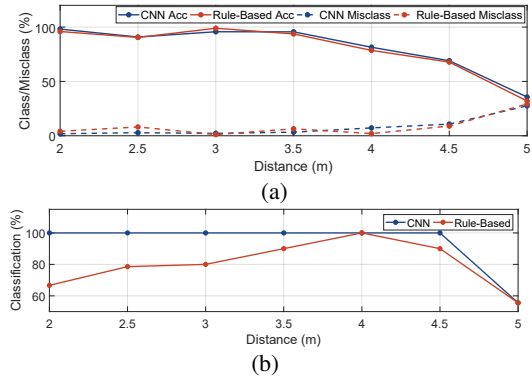 CNN Acc Rule-Based Acc CNN Misclass Rule-Based Misclass
Class/Misclass (%)
100
50
0
2 2.5 3 3.5 4 4.5 5
Distance (m)
(a)
CNN Rule-Based
Classification (%)
100
80
60
2 2.5 3 3.5 4 4.5 5
Distance (m)
(b)